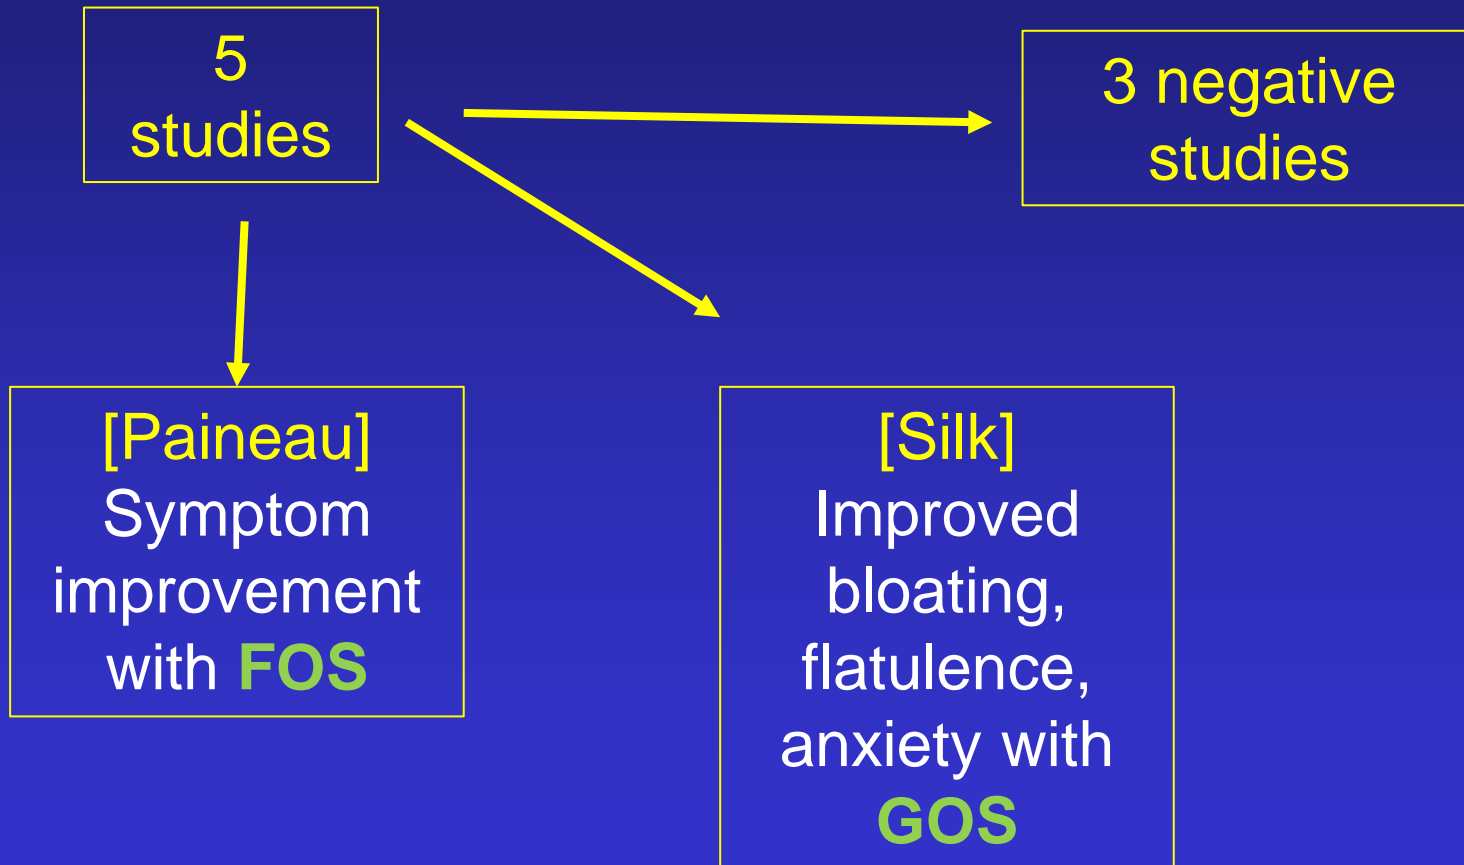 5
studies
3 negative
studies
[Paineau]
Symptom
improvement
with FOS
[Silk]
Improved
bloating,
flatulence,
anxiety with
GOS